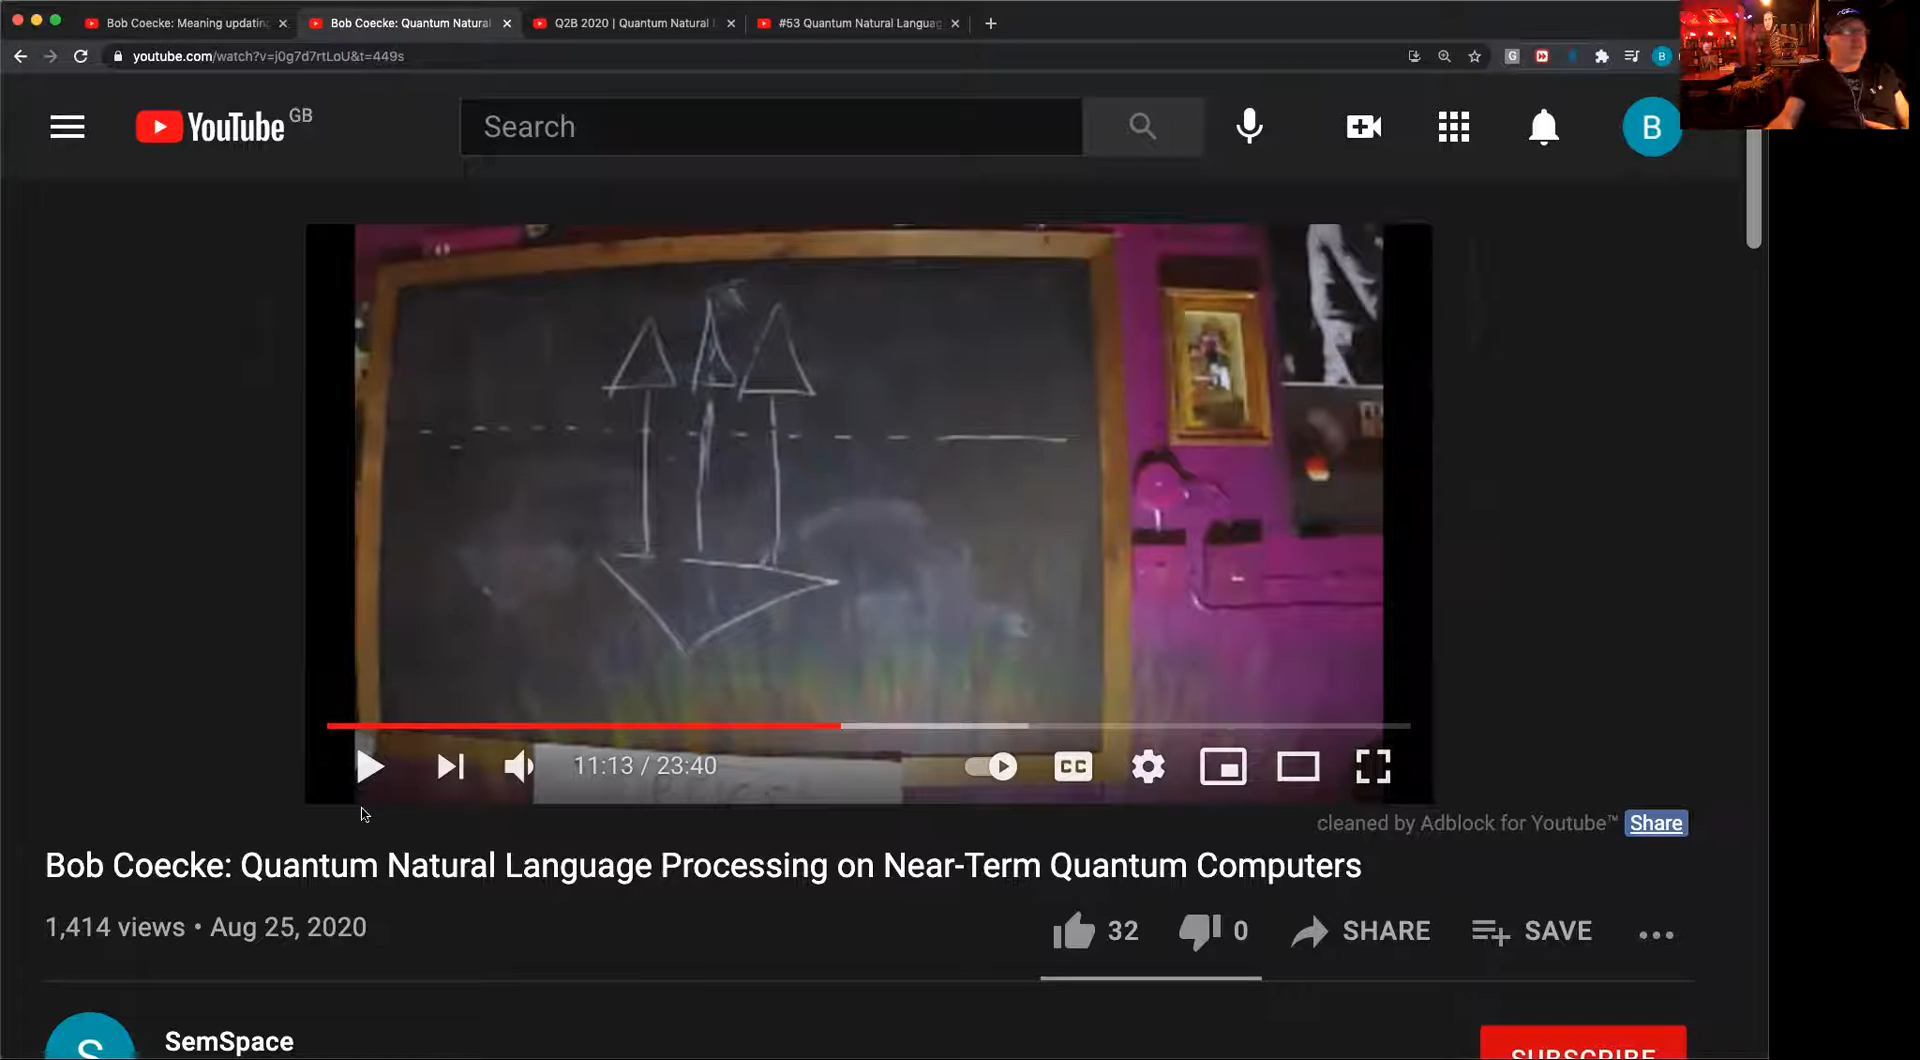 Bob Coecke: Meaning updatin
Bob Coecke: Quantum Natural
Q2B 2020 | Quantum Natural
#53 Quantum Natural Languag
youtube.com/watch?v=j0g7d7rtLoU&t=449s
B
YouTube GB
Search
B
11:13 / 23:40
CC
cleaned by Adblock for Youtube™ Share
Bob Coecke: Quantum Natural Language Processing on Near-Term Quantum Computers
1,414 views • Aug 25, 2020
32
0
SHARE
SAVE
S
SemSpace
SUBSCRIBE